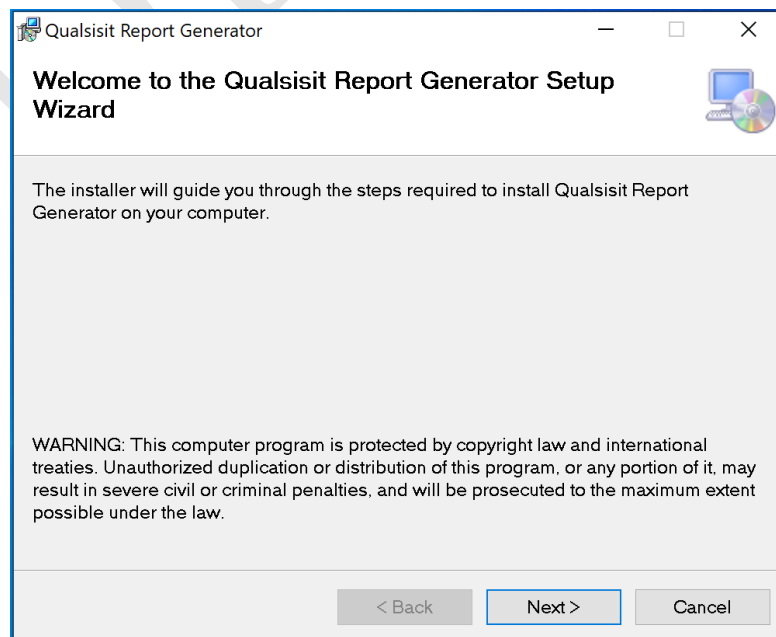 Qualsisit Report Generator
Welcome to the Qualsisit Report Generator Setup
Wizard
The installer will guide you through the steps required to install Qualsisit Report
Generator on your computer.
WARNING: This computer program is protected by copyright law and international
treaties. Unauthorized duplication or distribution of this program, or any portion of it, may
result in severe civil or criminal penalties, and will be prosecuted to the maximum extent
possible under the law.
< Back
Next >
Cancel